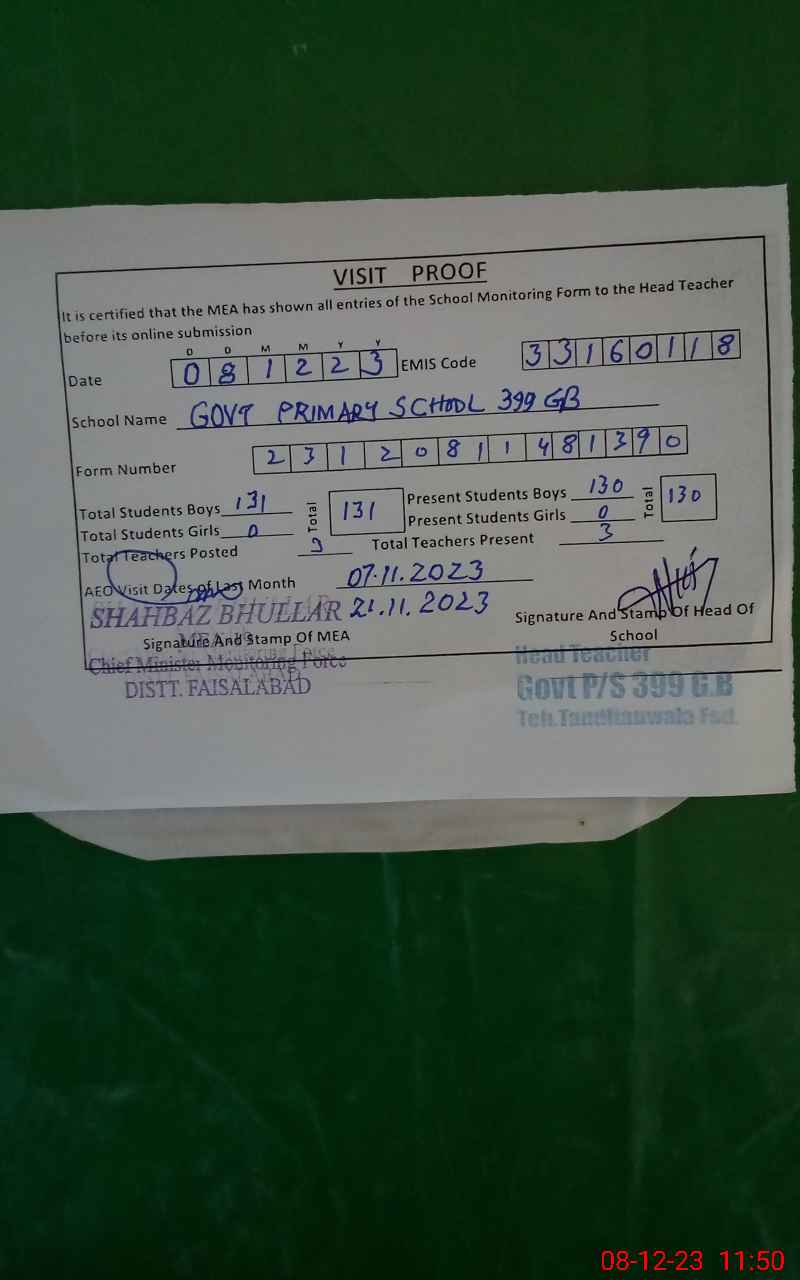 VISIT PROOF
It is certified that the MEA has shown all entries of the School Monitoring Form to the Head Teacher
before its online submission
D D M M Y Y
Date 0 8 1 2 2 3 EMIS Code 3 3 1 6 0 1 1 8
School Name GOVT PRIMARY SCHOOL 399 GB
Form Number 2 3 1 2 0 8 1 1 4 8 1 3 9 0
Total Students Boys 131 Total 131 Present Students Boys 130 Total 130
Total Students Girls 0 Present Students Girls 0
Total Teachers Posted 3 Total Teachers Present 3
AEO Visit Dates of Last Month 07.11.2023
SHAHBAZ BHULLAR 21.11.2023
Signature And Stamp Of MEA Signature And Stamp Of Head Of
School
MEA
Chief Minister Monitoring Force
DISTT. FAISALABAD
Head Teacher
Govt P/S 399 G.B
Teh. Tandlianwala Fsd.
08-12-23 11:50